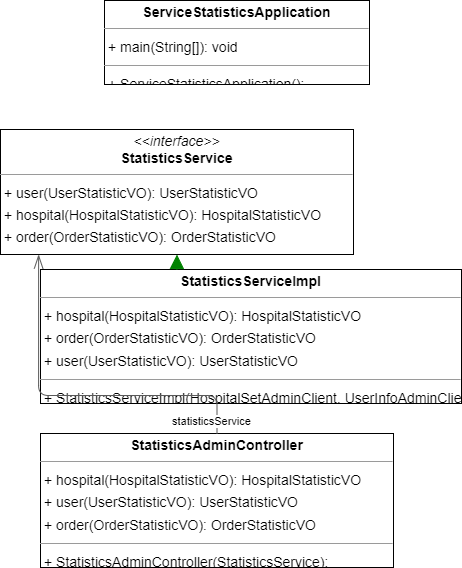 ServiceStatisticsApplication
+ main(String[]): void
+ ServiceStatisticsApplication():
<<interface>>
StatisticsService
+ user(UserStatisticVO): UserStatisticVO
+ hospital(HospitalStatisticVO): HospitalStatisticVO
+ order(OrderStatisticVO): OrderStatisticVO
StatisticsServiceImpl
+ hospital(HospitalStatisticVO): HospitalStatisticVO
+ order(OrderStatisticVO): OrderStatisticVO
+ user(UserStatisticVO): UserStatisticVO
+ StatisticsServiceImpl(HospitalSetAdminClient, UserInfoAdminClie
statisticsService
StatisticsAdminController
+ hospital(HospitalStatisticVO): HospitalStatisticVO
+ user(UserStatisticVO): UserStatisticVO
+ order(OrderStatisticVO): OrderStatisticVO
+ StatisticsAdminController(StatisticsService):